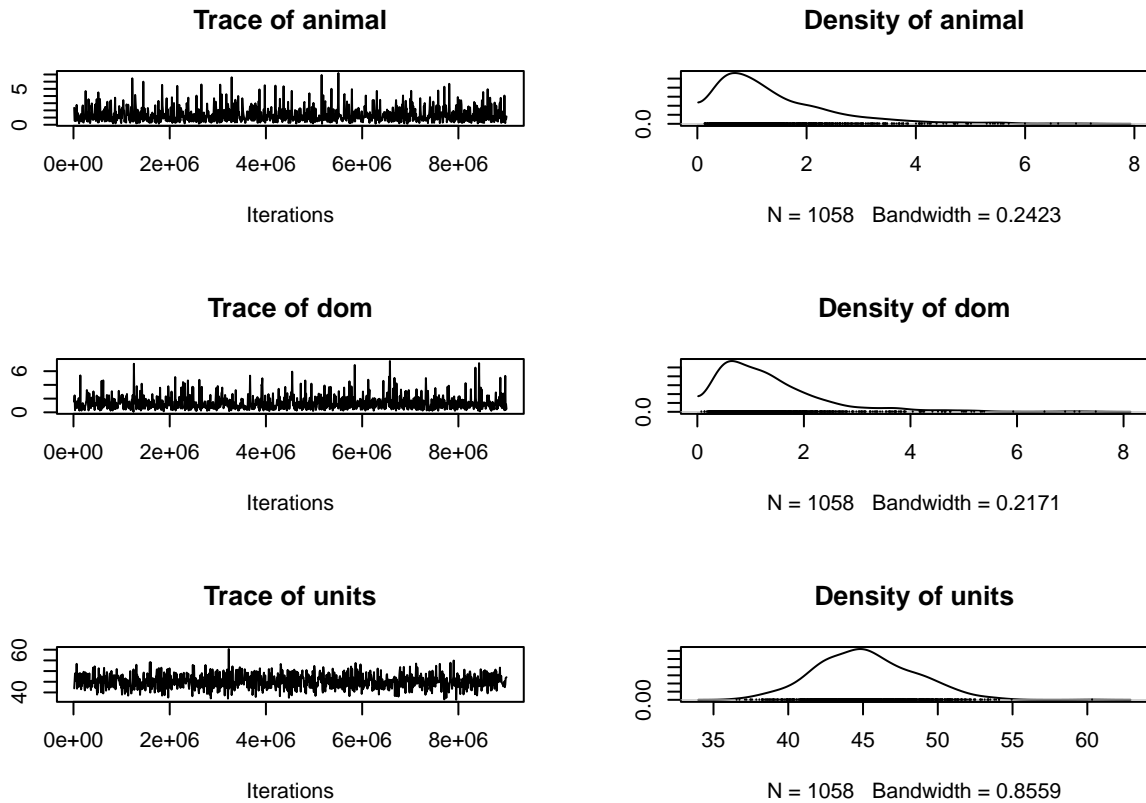 Trace of animal
0 5
0e+00 2e+06 4e+06 6e+06 8e+06
Iterations
Density of animal
0.0
0 2 4 6 8
N = 1058 Bandwidth = 0.2423
Trace of dom
0 6
0e+00 2e+06 4e+06 6e+06 8e+06
Iterations
Density of dom
0.0
0 2 4 6 8
N = 1058 Bandwidth = 0.2171
Trace of units
40 60
0e+00 2e+06 4e+06 6e+06 8e+06
Iterations
Density of units
0.00
35 40 45 50 55 60
N = 1058 Bandwidth = 0.8559